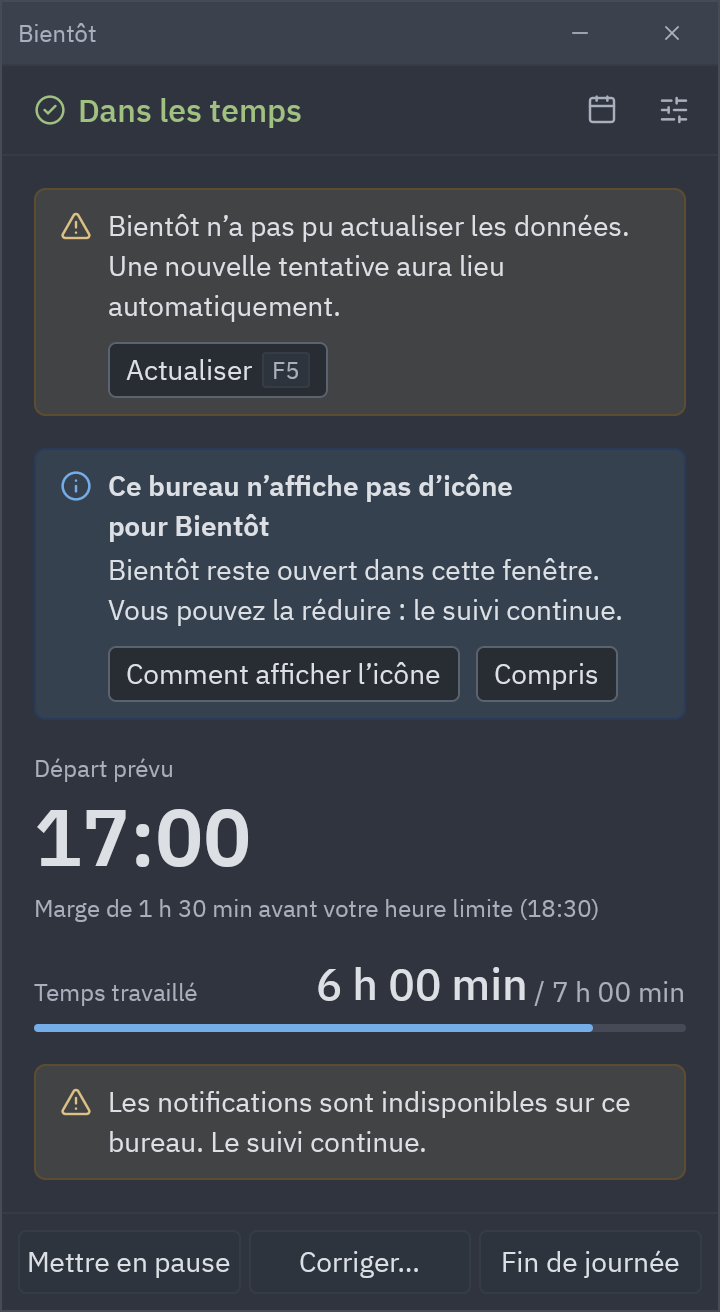 Bientôt
Dans les temps
Bientôt n’a pas pu actualiser les données.
Une nouvelle tentative aura lieu
automatiquement.
Actualiser F5
Ce bureau n’affiche pas d’icône
pour Bientôt
Bientôt reste ouvert dans cette fenêtre.
Vous pouvez la réduire : le suivi continue.
Comment afficher l’icône Compris
Départ prévu
17:00
Marge de 1 h 30 min avant votre heure limite (18:30)
Temps travaillé 6 h 00 min / 7 h 00 min
Les notifications sont indisponibles sur ce
bureau. Le suivi continue.
Mettre en pause Corriger… Fin de journée